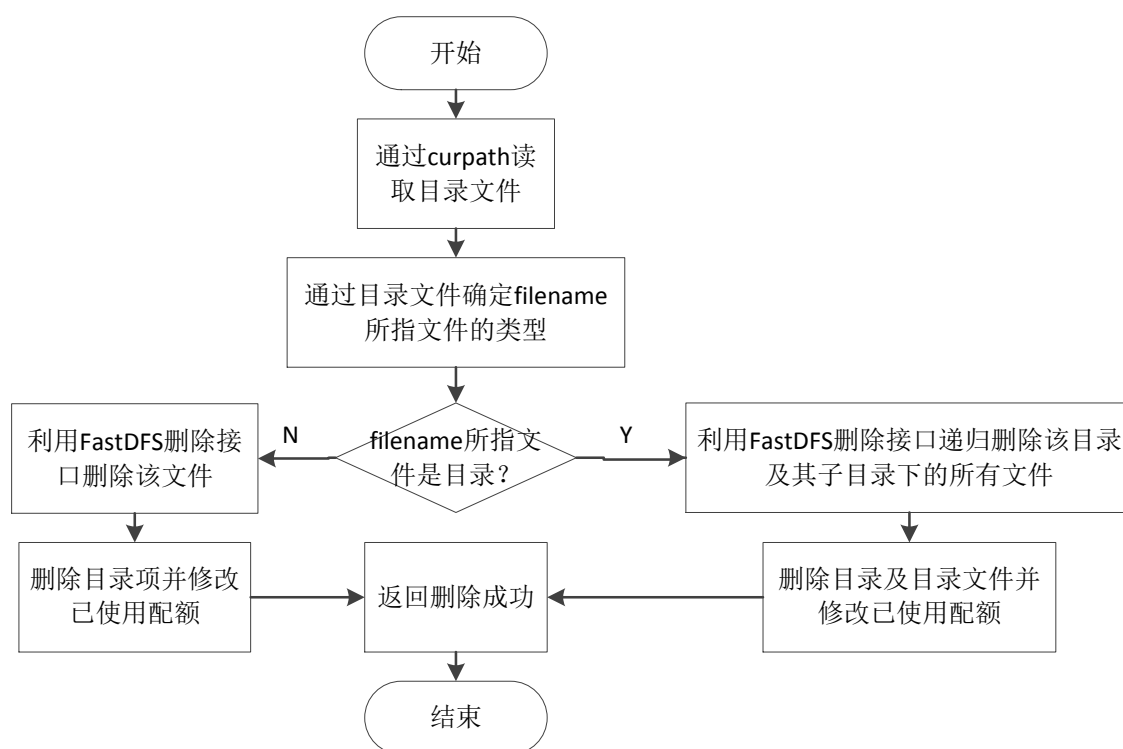 开始
通过curpath读
取目录文件
通过目录文件确定filename
所指文件的类型
利用FastDFS删除接
口删除该文件
N
filename所指文
件是目录？
Y
利用FastDFS删除接口递归删除该目录
及其子目录下的所有文件
删除目录项并修改
已使用配额
返回删除成功
删除目录及目录文件并
修改已使用配额
结束